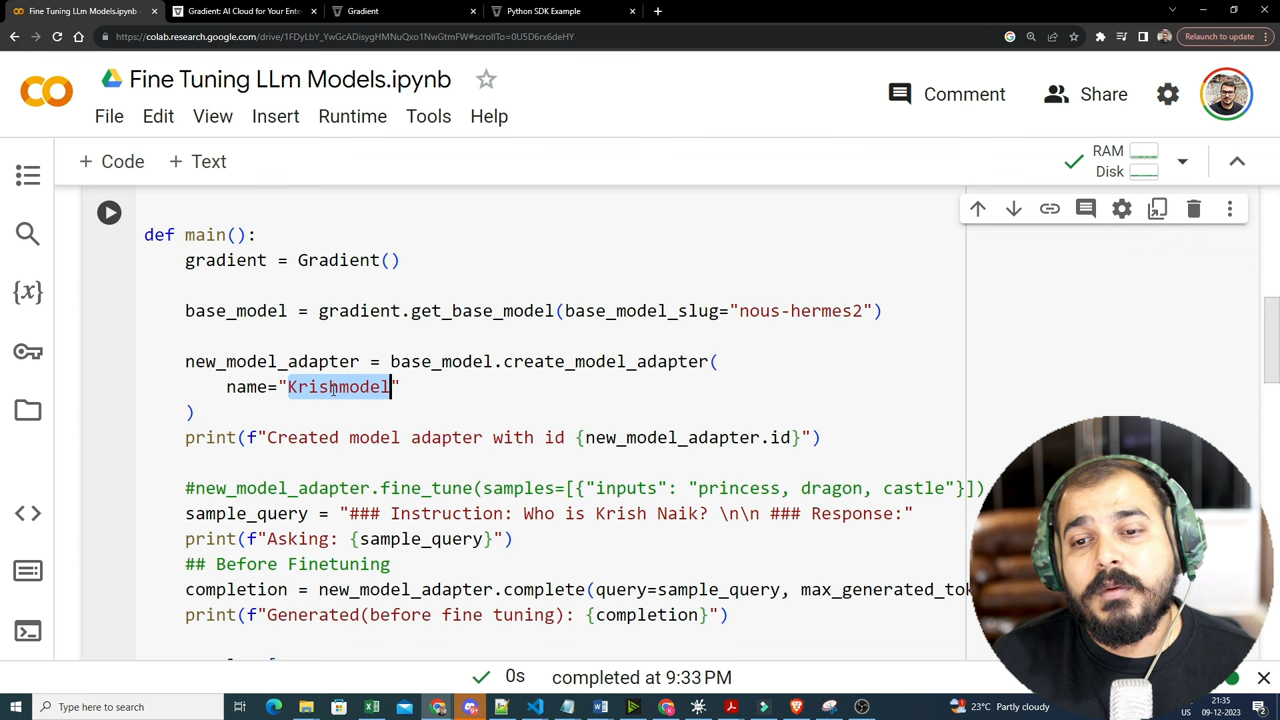 Fine Tuning LLm Models.ipynb -
Gradient: AI Cloud for Your Ente
Gradient
Python SDK Example
https://colab.research.google.com/drive/1FDyLbY_YwGcADisygHMNuQxo1NwGtmFW#scrollTo=0U5D6rx6deHY
Relaunch to update
Fine Tuning LLm Models.ipynb
Comment
Share
File Edit View Insert Runtime Tools Help
+ Code + Text
RAM
Disk
def main():
gradient = Gradient()
base_model = gradient.get_base_model(base_model_slug="nous-hermes2")
new_model_adapter = base_model.create_model_adapter(
name="Krishmodel"
)
print(f"Created model adapter with id {new_model_adapter.id}")
#new_model_adapter.fine_tune(samples=[{"inputs": "princess, dragon, castle"}])
sample_query = "### Instruction: Who is Krish Naik? \n\n ### Response:"
print(f"Asking: {sample_query}")
## Before Finetuning
completion = new_model_adapter.complete(query=sample_query, max_generated_tok
print(f"Generated(before fine tuning): {completion}")
0s completed at 9:33 PM
Type here to search
23°C Partly cloudy
ENG
US
21:35
09-12-2023